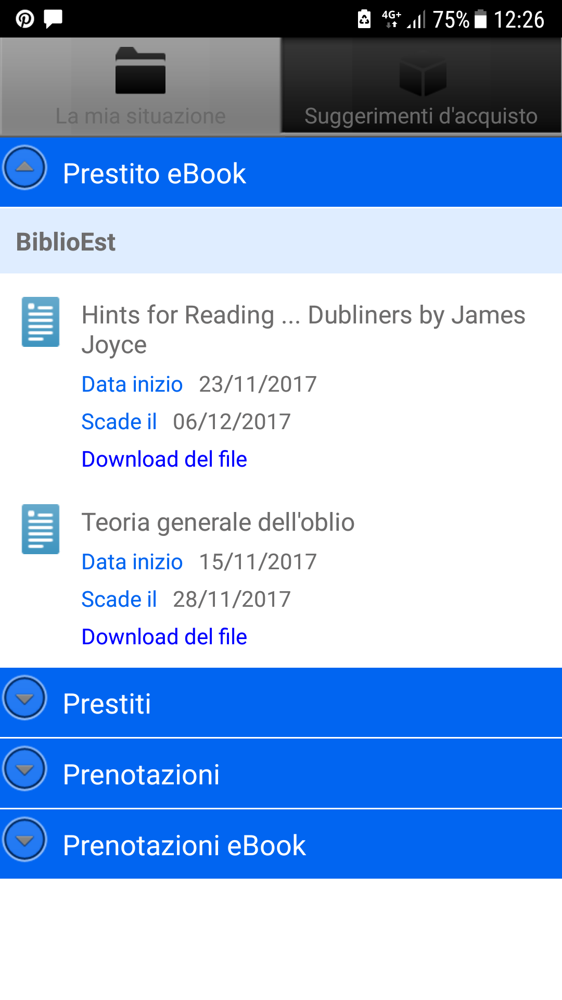 4G+ 75% 12:26
La mia situazione Suggerimenti d'acquisto
Prestito eBook
BiblioEst
Hints for Reading ... Dubliners by James
Joyce
Data inizio 23/11/2017
Scade il 06/12/2017
Download del file
Teoria generale dell'oblio
Data inizio 15/11/2017
Scade il 28/11/2017
Download del file
Prestiti
Prenotazioni
Prenotazioni eBook